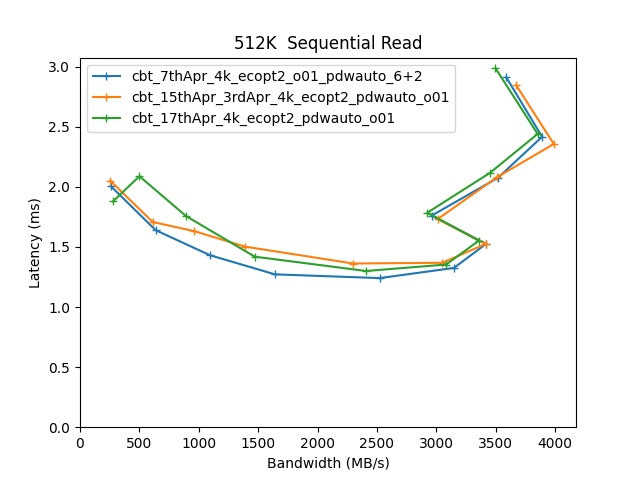 512K  Sequential Read
cbt_7thApr_4k_ecopt2_o01_pdwauto_6+2
cbt_15thApr_3rdApr_4k_ecopt2_pdwauto_o01
cbt_17thApr_4k_ecopt2_pdwauto_o01
Latency (ms)
3.0
2.5
2.0
1.5
1.0
0.5
0.0
0 500 1000 1500 2000 2500 3000 3500 4000
Bandwidth (MB/s)